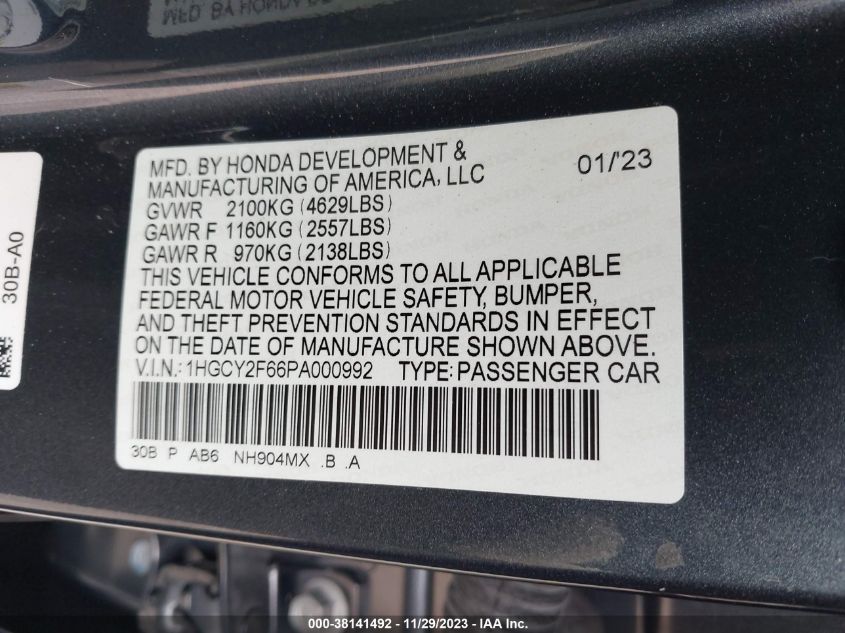 MFD. BY HONDA DEVELOPMENT &
MANUFACTURING OF AMERICA, LLC
01/'23
GVWR 2100KG (4629LBS)
GAWR F 1160KG (2557LBS)
GAWR R 970KG (2138LBS)
THIS VEHICLE CONFORMS TO ALL APPLICABLE
FEDERAL MOTOR VEHICLE SAFETY, BUMPER,
AND THEFT PREVENTION STANDARDS IN EFFECT
ON THE DATE OF MANUFACTURE SHOWN ABOVE.
V.I.N.: 1HGCY2F66PA000992 TYPE: PASSENGER CAR
30B P AB6 NH904MX .B .A
30B-A0
000-38141492 - 11/29/2023 - IAA Inc.